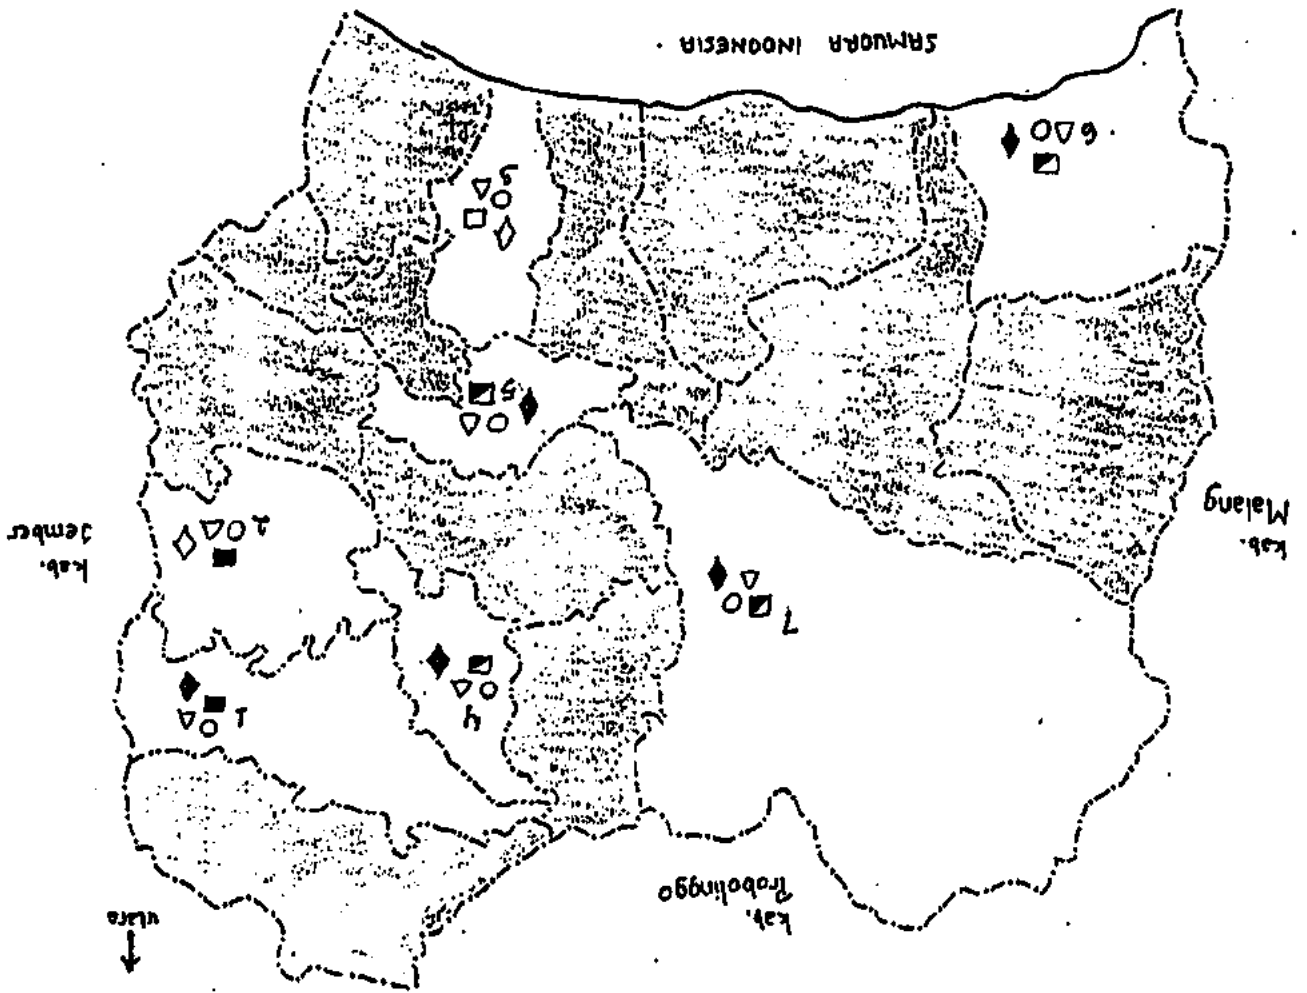 utara
kab.
Probolinggo
1
4
7
kab.
Jember
kab.
Malang
2
5
3
6
SAMUDRA INDONESIA